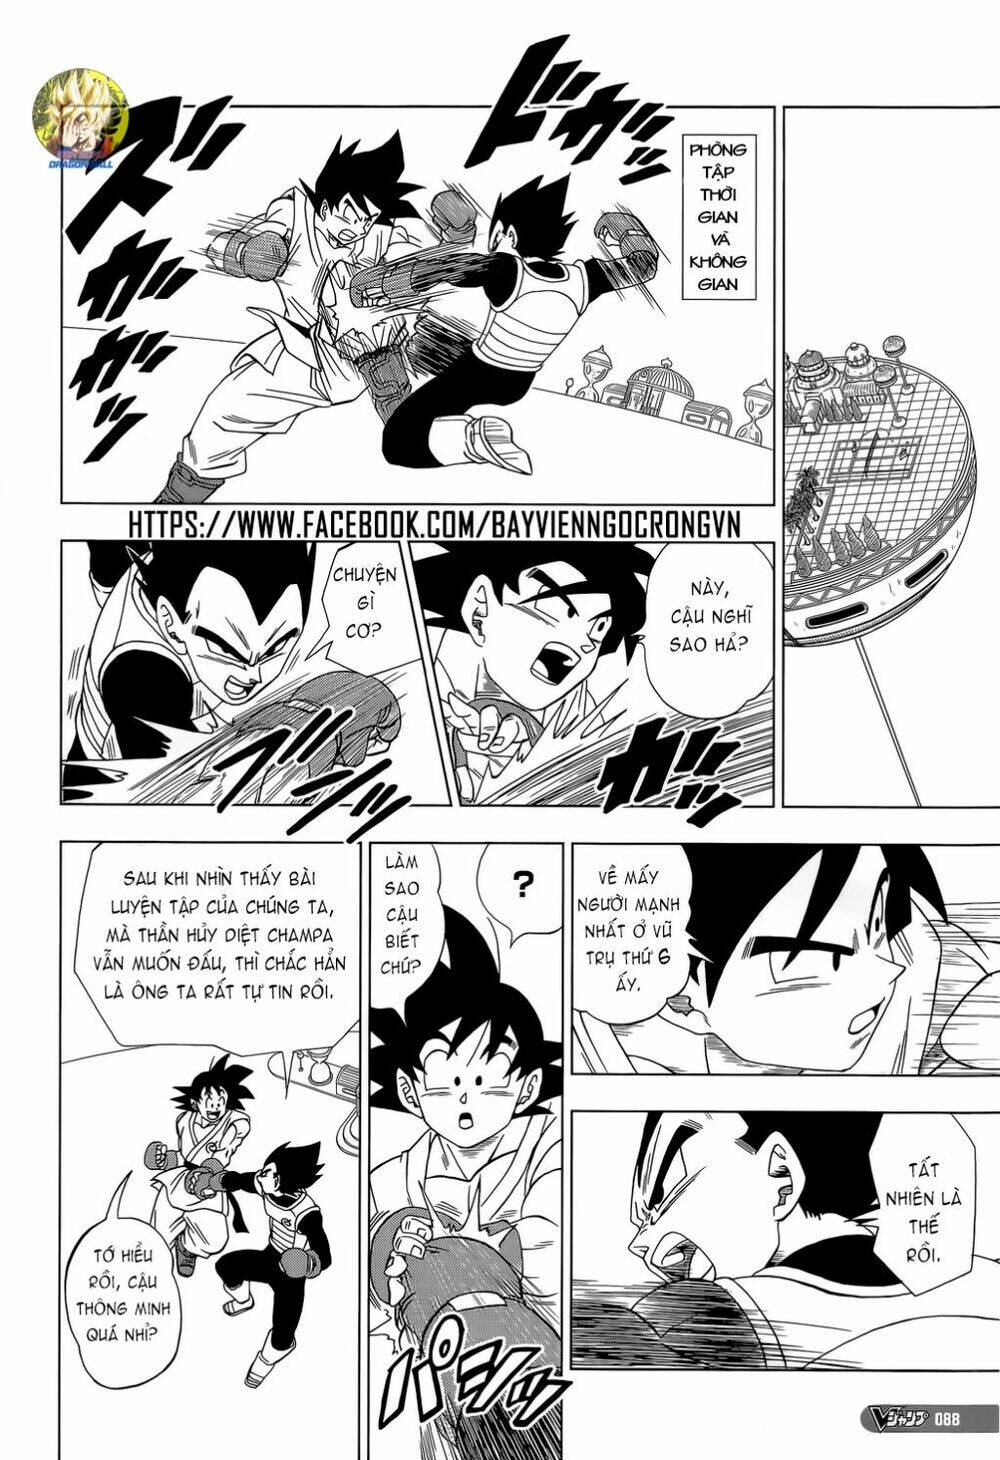 PHÒNG
TẬP
THỜI
GIAN
VÀ
KHÔNG
GIAN
ズガガガッ
ドガッ
DRAGON BALL
HTTPS://WWW.FACEBOOK.COM/BAYVIENNGOCRONGVN
NÀY,
CẬU NGHĨ
SAO HẢ?
ガッ
CHUYỆN
GÌ
CƠ?
VỀ MẤY
NGƯỜI MẠNH
NHẤT Ở VŨ
TRỤ THỨ 6
ẤY.
TẤT
NHIÊN LÀ
THẾ
RỒI.
?
LÀM
SAO
CẬU
BIẾT
CHỨ?
パシッ
SAU KHI NHÌN THẤY BÀI
LUYỆN TẬP CỦA CHÚNG TA,
MÀ THẦN HỦY DIỆT CHAMPA
VẪN MUỐN ĐẤU, THÌ CHẮC HẲN
LÀ ÔNG TA RẤT TỰ TIN RỒI.
TỚ HIỂU
RỒI, CẬU
THÔNG MINH
QUÁ NHỈ?
Vジャンプ 088